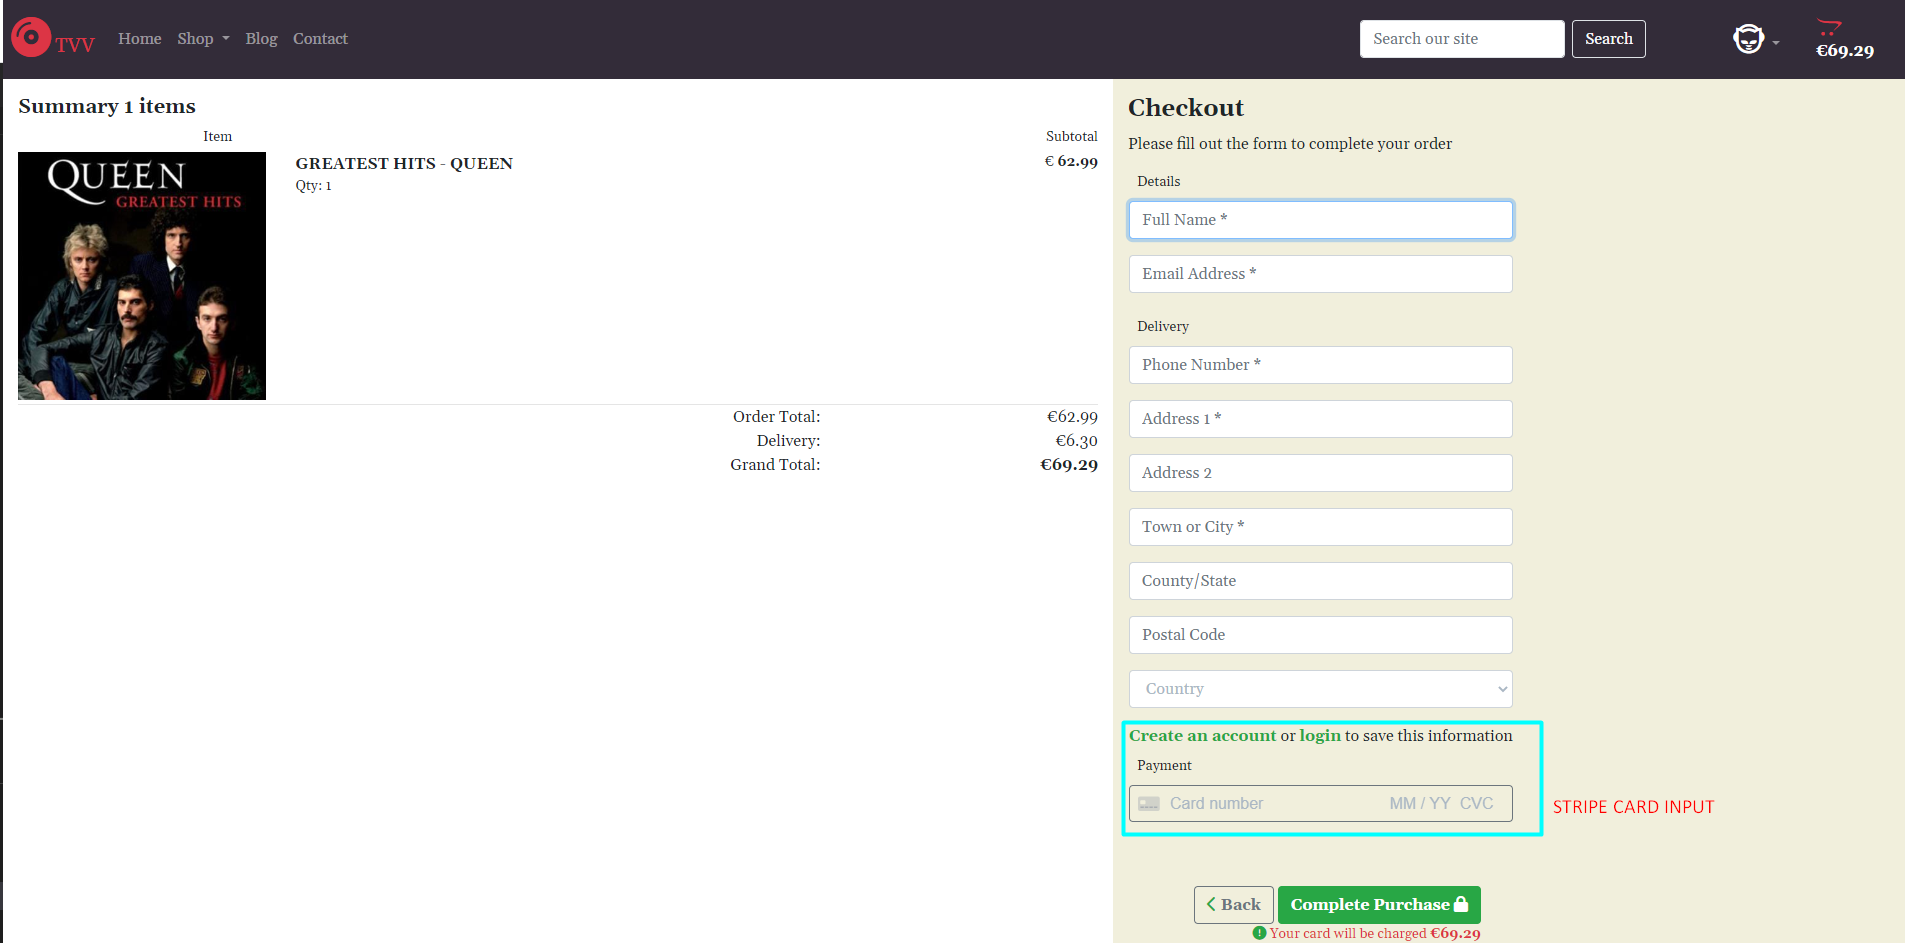 TVV
Home Shop Blog Contact
Search our site
Search
€69.29
Summary 1 items
Item Subtotal
QUEEN
GREATEST HITS
GREATEST HITS - QUEEN
€ 62.99
Qty: 1
Order Total: €62.99
Delivery: €6.30
Grand Total: €69.29
Checkout
Please fill out the form to complete your order
Details
Full Name *
Email Address *
Delivery
Phone Number *
Address 1 *
Address 2
Town or City *
County/State
Postal Code
Country
Create an account or login to save this information
Payment
Card number MM / YY CVC
STRIPE CARD INPUT
Back
Complete Purchase
Your card will be charged €69.29